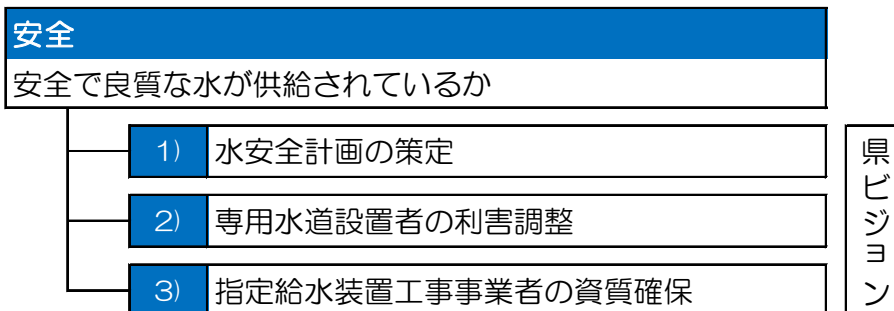 安全
安全で良質な水が供給されているか
1) 水安全計画の策定
2) 専用水道設置者の利害調整
3) 指定給水装置工事事業者の資質確保
県ビジョン